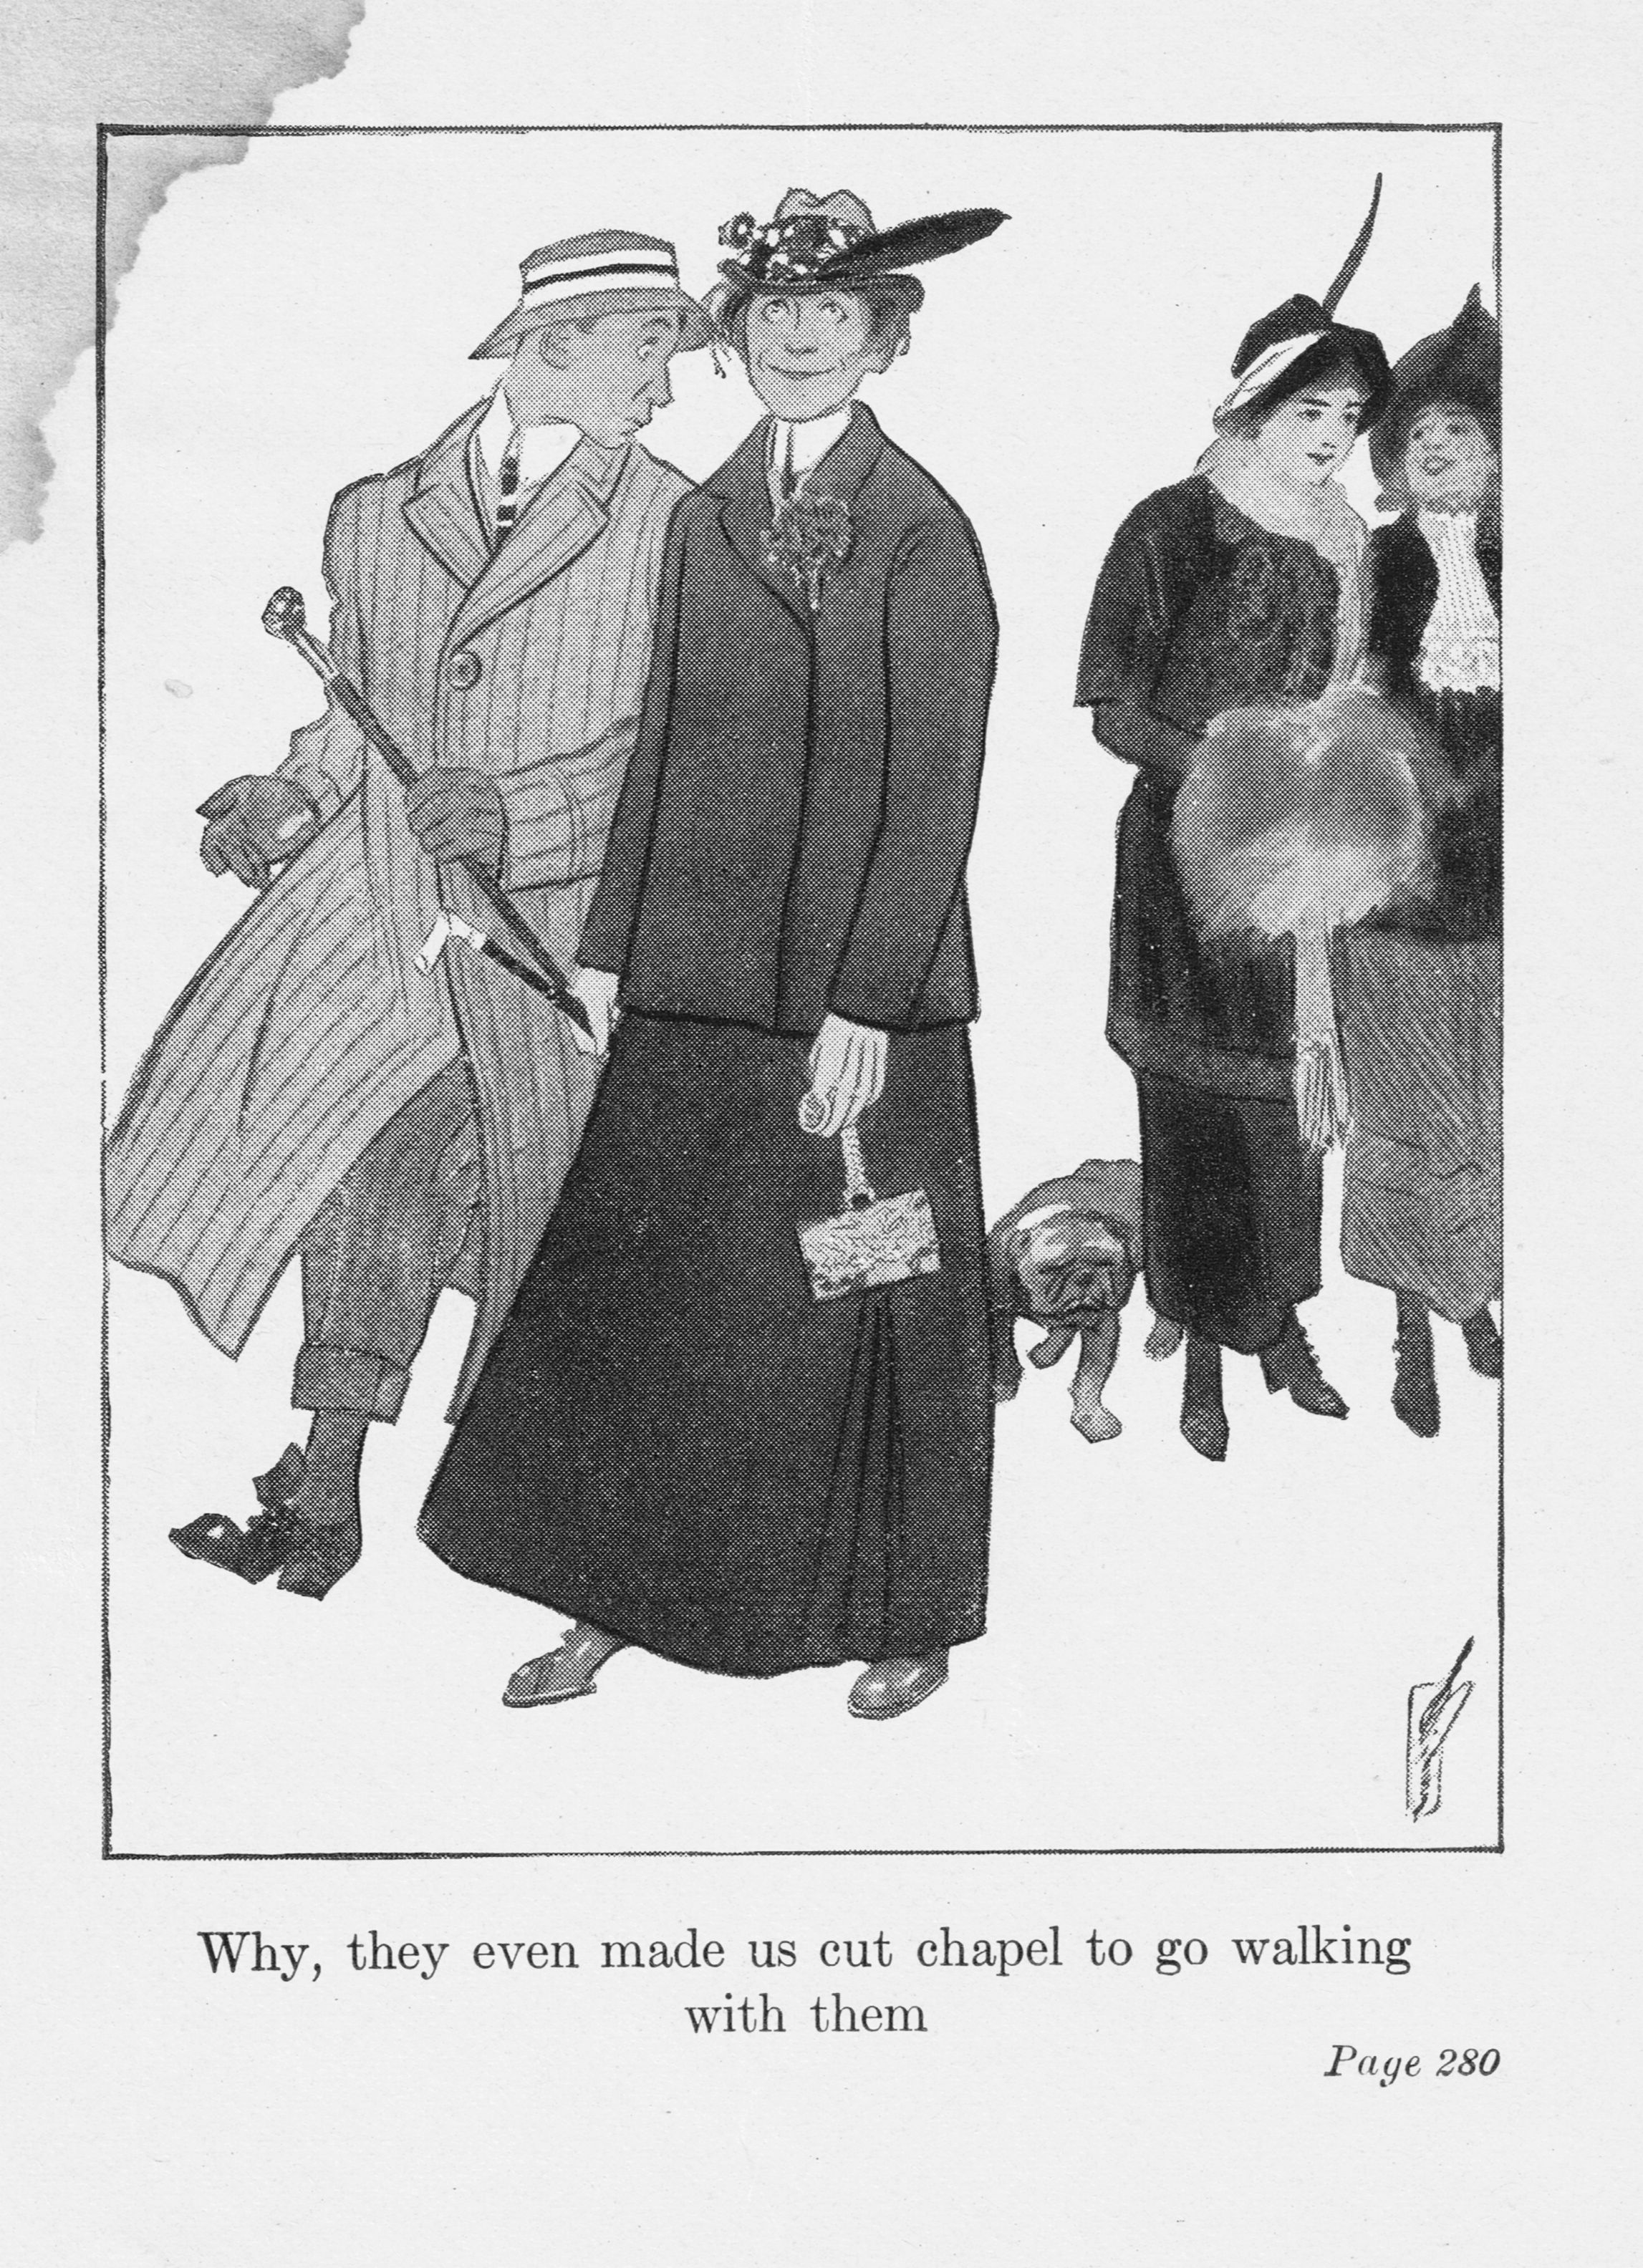 Why, they even made us cut chapel to go walking
with them
Page 280